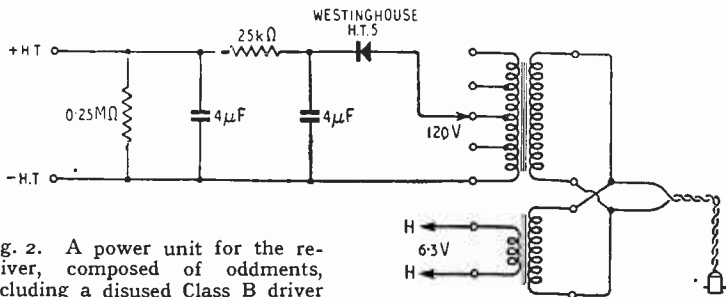 WESTINGHOUSE
H.T.5
25kΩ
+HT
0·25MΩ
4μF
4μF
120V
-H.T
H
6·3V
H
g. 2. A power unit for the re-
iver, composed of oddments,
cluding a disused Class B driver